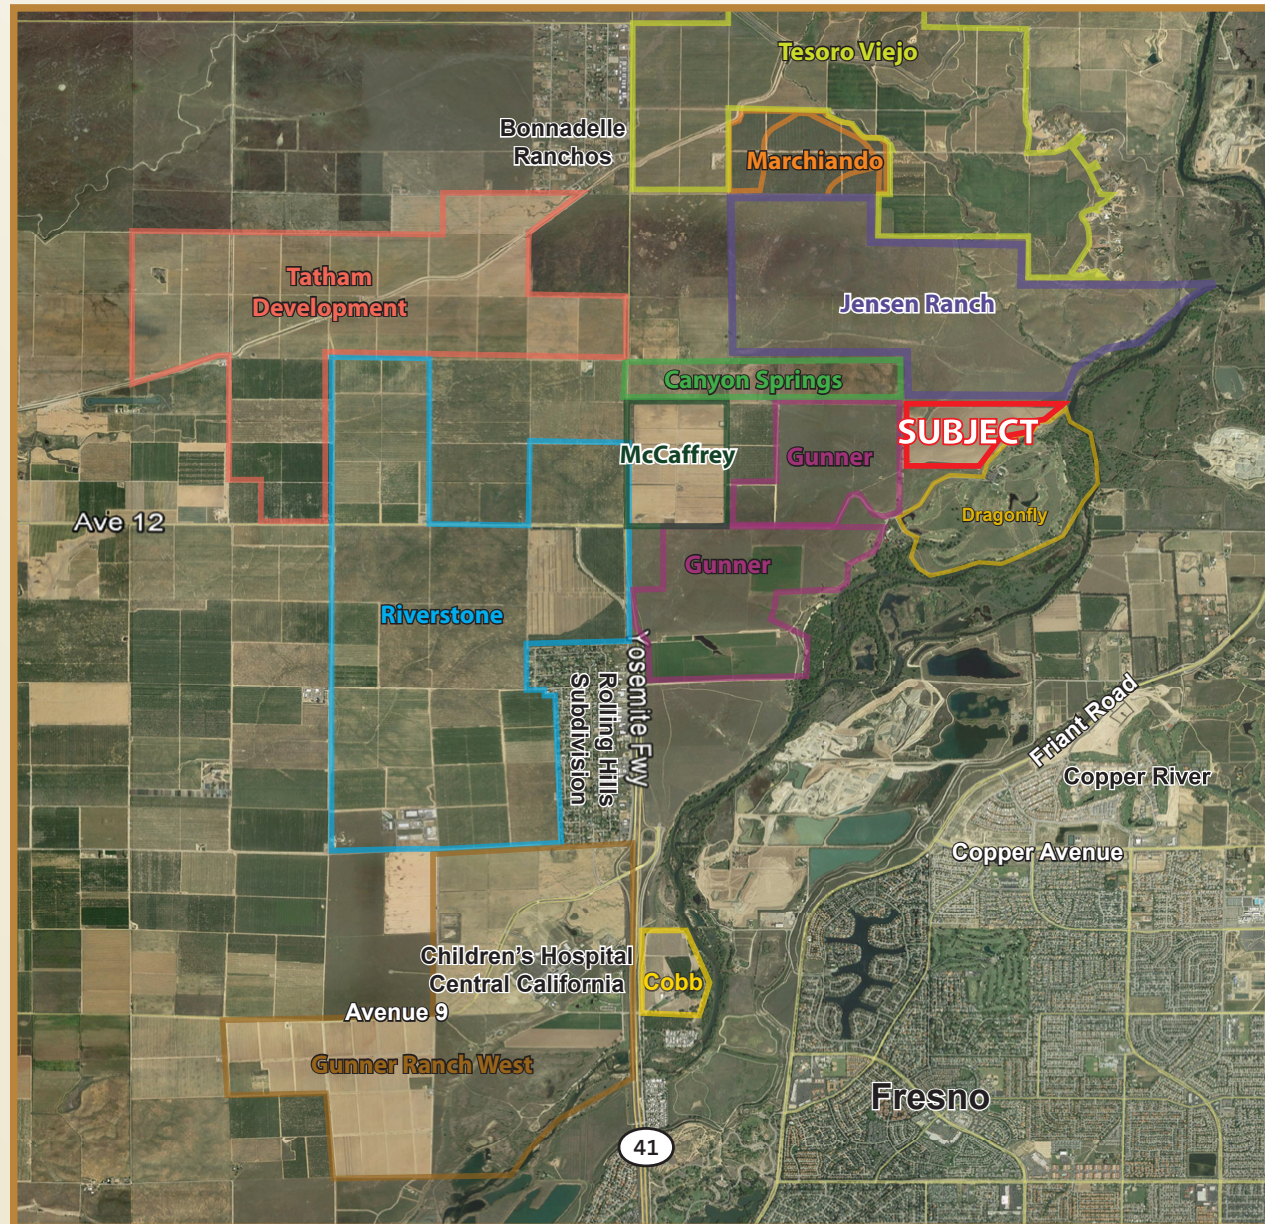 Tesoro Viejo
Bonnadelle
Ranchos
Marchiando
Tatham
Development
Jensen Ranch
Canyon Springs
SUBJECT
McCaffrey
Gunner
Dragonfly
Ave 12
Gunner
Riverstone
Yosemite Fwy
Rolling Hills
Subdivision
Friant Road
Copper River
Copper Avenue
Children's Hospital
Central California
Cobb
Avenue 9
Gunner Ranch West
Fresno
41